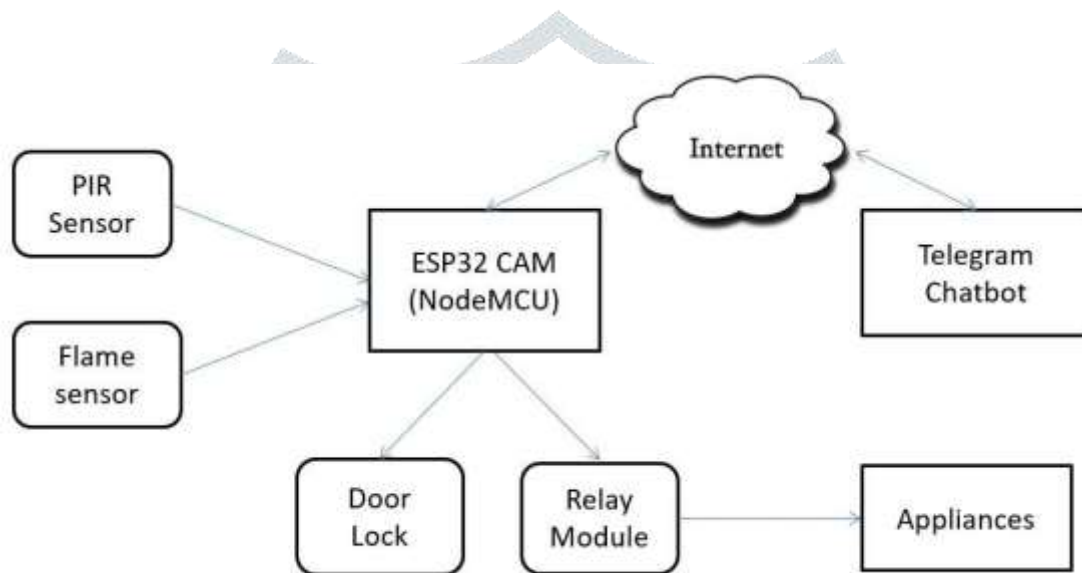 Internet
PIR
Sensor
ESP32 CAM
(NodeMCU)
Telegram
Chatbot
Flame
sensor
Door
Lock
Relay
Module
Appliances